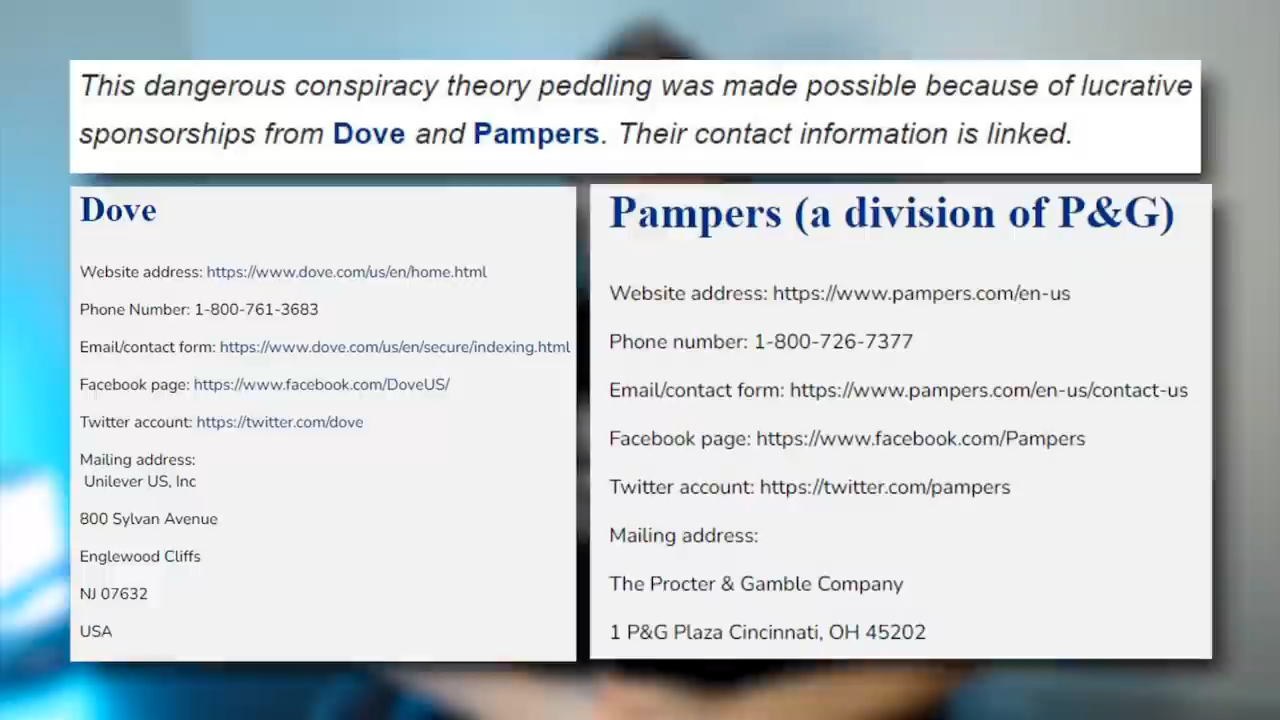 This dangerous conspiracy theory peddling was made possible because of lucrative
sponsorships from Dove and Pampers. Their contact information is linked.
Dove
Website address: https://www.dove.com/us/en/home.html
Phone Number: 1-800-761-3683
Email/contact form: https://www.dove.com/us/en/secure/indexing.html
Facebook page: https://www.facebook.com/DoveUS/
Twitter account: https://twitter.com/dove
Mailing address:
Unilever US, Inc
800 Sylvan Avenue
Englewood Cliffs
NJ 07632
USA
Pampers (a division of P&G)
Website address: https://www.pampers.com/en-us
Phone number: 1-800-726-7377
Email/contact form: https://www.pampers.com/en-us/contact-us
Facebook page: https://www.facebook.com/Pampers
Twitter account: https://twitter.com/pampers
Mailing address:
The Procter & Gamble Company
1 P&G Plaza Cincinnati, OH 45202